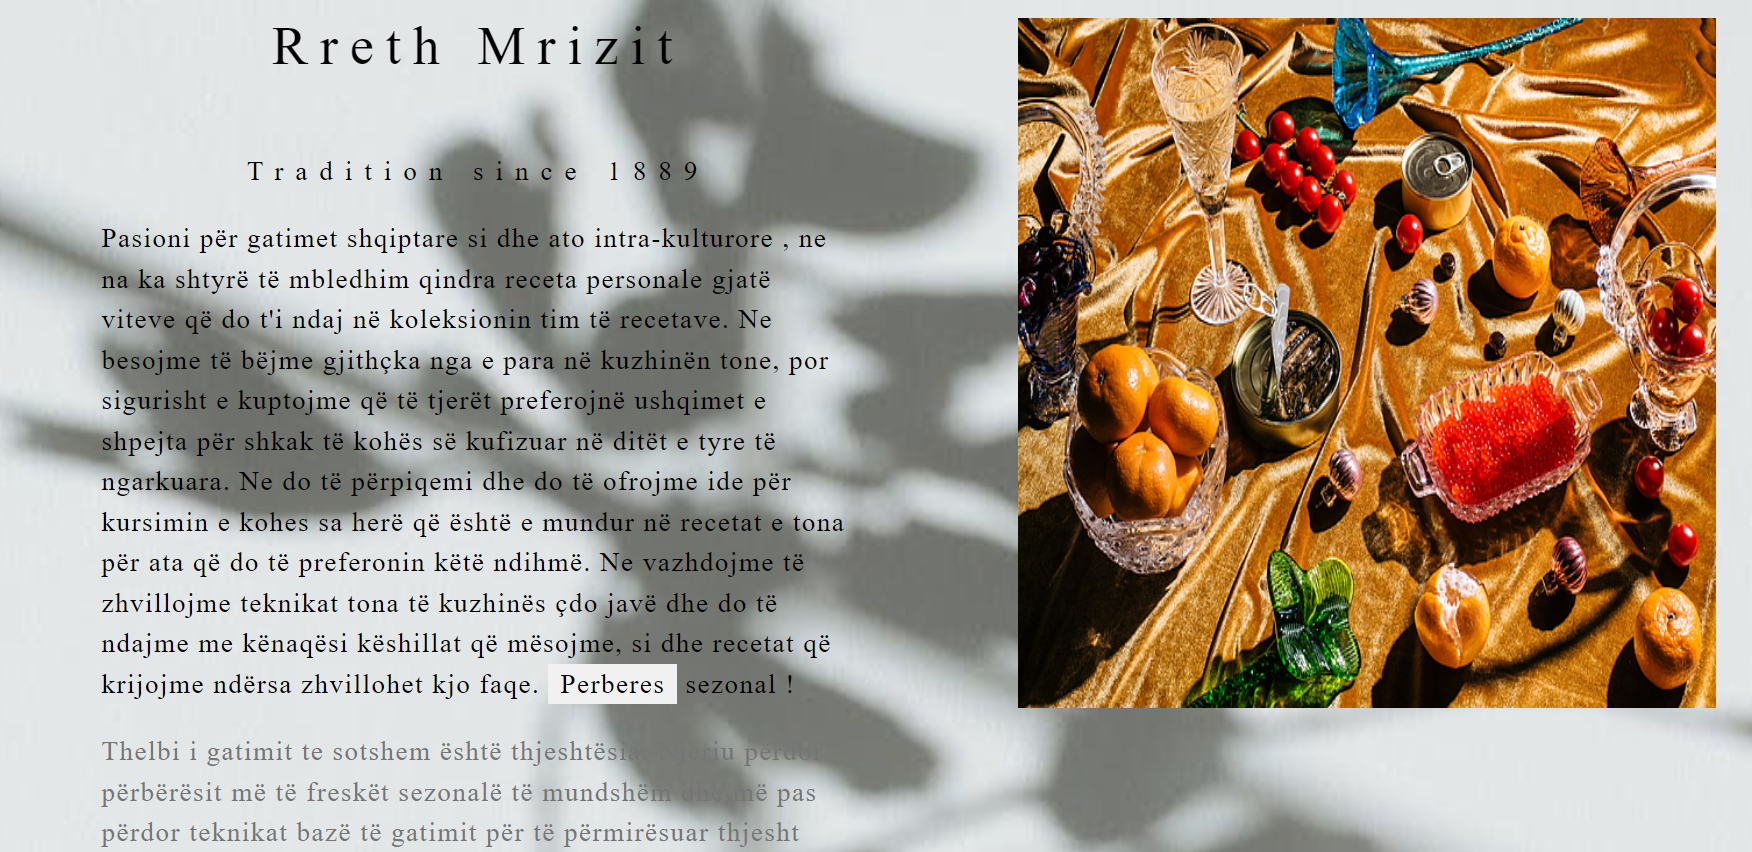 Rreth Mrizit
Tradition since 1889
Pasioni për gatimet shqiptare si dhe ato intra-kulturore , ne
na ka shtyrë të mbledhim qindra receta personale gjatë
viteve që do t'i ndaj në koleksionin tim të recetave. Ne
besojme të bëjme gjithçka nga e para në kuzhinën tone, por
sigurisht e kuptojme që të tjerët preferojnë ushqimet e
shpejta për shkak të kohës së kufizuar në ditët e tyre të
ngarkuara. Ne do të përpiqemi dhe do të ofrojme ide për
kursimin e kohes sa herë që është e mundur në recetat e tona
për ata që do të preferonin këtë ndihmë. Ne vazhdojme të
zhvillojme teknikat tona të kuzhinës çdo javë dhe do të
ndajme me kënaqësi këshillat që mësojme, si dhe recetat që
krijojme ndërsa zhvillohet kjo faqe. Perberes sezonal !
Thelbi i gatimit te sotshem është thjeshtësia. Njeriu përdor
përbërësit më të freskët sezonalë të mundshëm dhe më pas
përdor teknikat bazë të gatimit për të përmirësuar thjesht